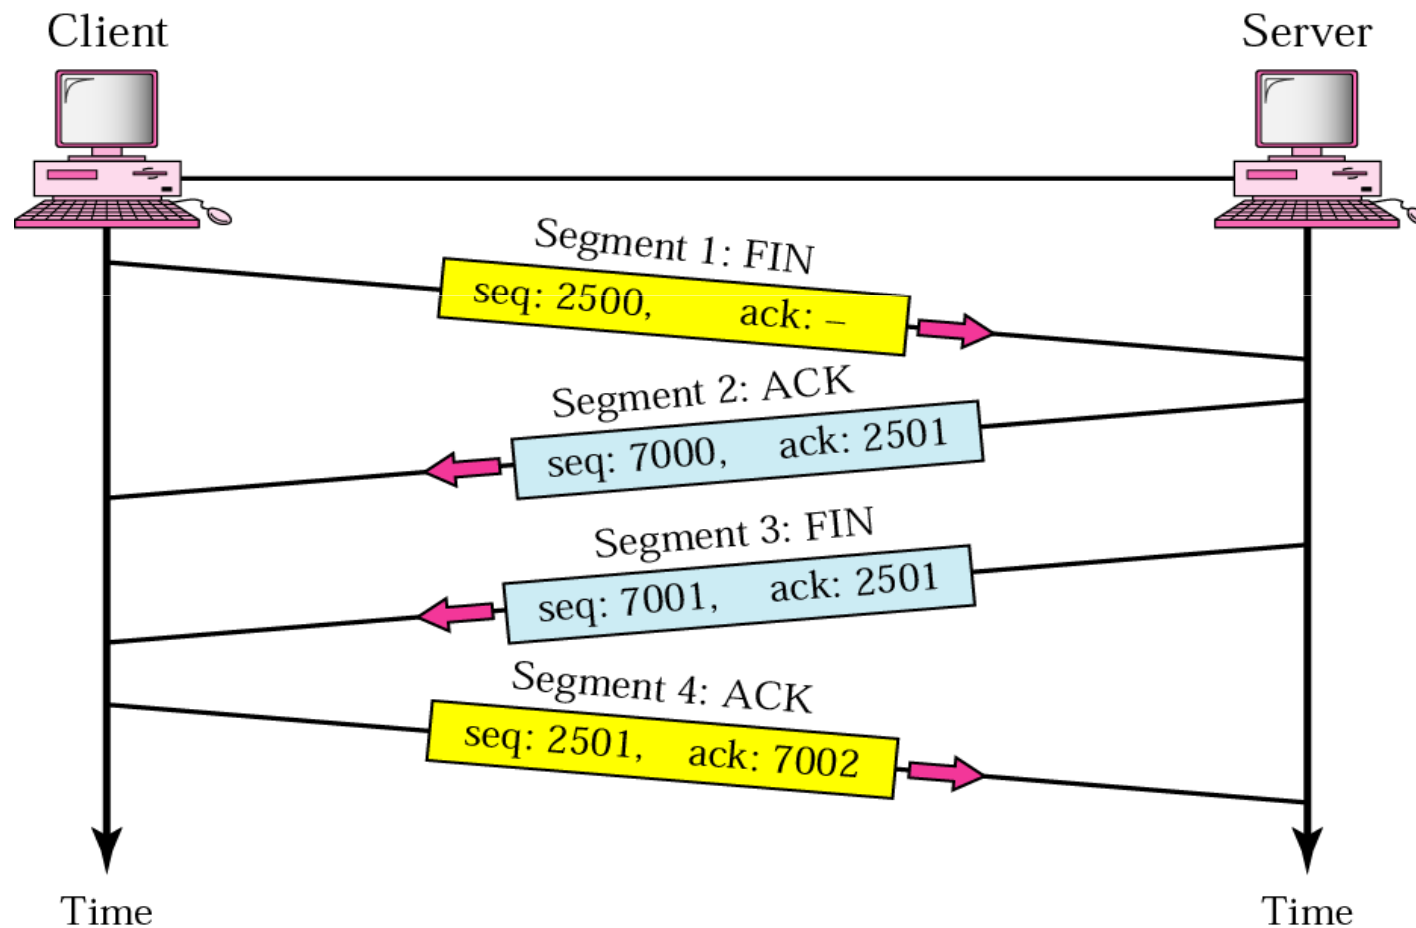 Client
Server
Segment 1: FIN
seq: 2500, ack: –
Segment 2: ACK
seq: 7000, ack: 2501
Segment 3: FIN
seq: 7001, ack: 2501
Segment 4: ACK
seq: 2501, ack: 7002
Time
Time